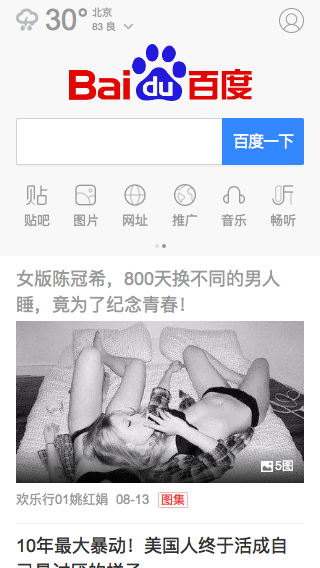 30° 北京
83 良
Bai du 百度
百度一下
贴 听
贴吧 图片 网址 推广 音乐 畅听
女版陈冠希，800天换不同的男人
睡，竟为了纪念青春！
5图
欢乐行01姚红娟 08-13 图集
10年最大暴动！美国人终于活成自